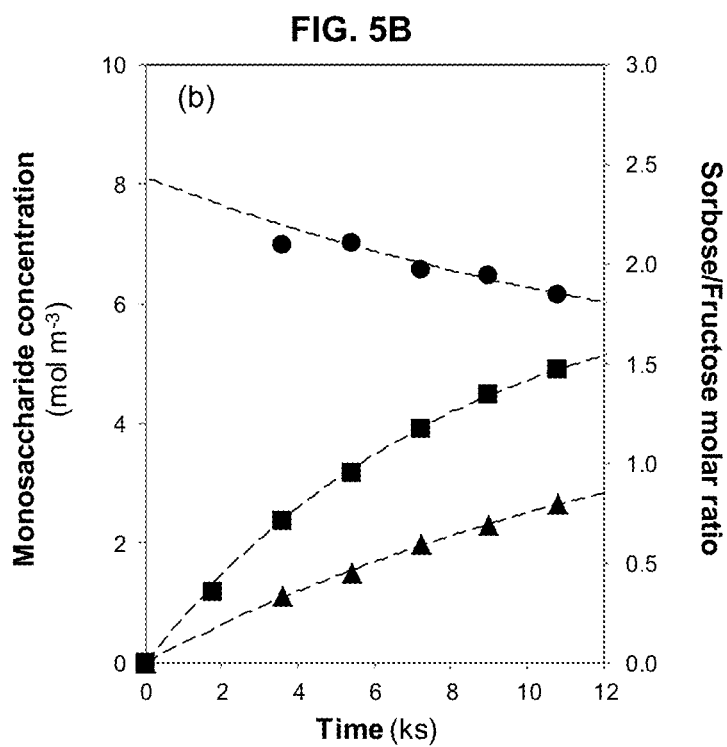 FIG. 5B
(b)
Monosaccharide concentration
(mol m-3)
10
8
6
4
2
0
3.0
2.5
2.0
1.5
1.0
0.5
0.0
Sorbose/Fructose molar ratio
0 2 4 6 8 10 12
Time (ks)